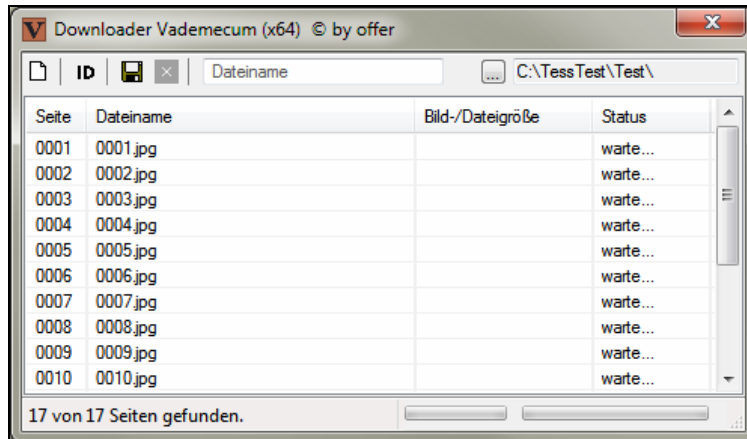 V Downloader Vademecum (x64) © by offer
ID Dateiname ... C:\TessTest\Test\
Seite Dateiname Bild-/Dateigröße Status
0001 0001.jpg warte...
0002 0002.jpg warte...
0003 0003.jpg warte...
0004 0004.jpg warte...
0005 0005.jpg warte...
0006 0006.jpg warte...
0007 0007.jpg warte...
0008 0008.jpg warte...
0009 0009.jpg warte...
0010 0010.jpg warte...
17 von 17 Seiten gefunden.